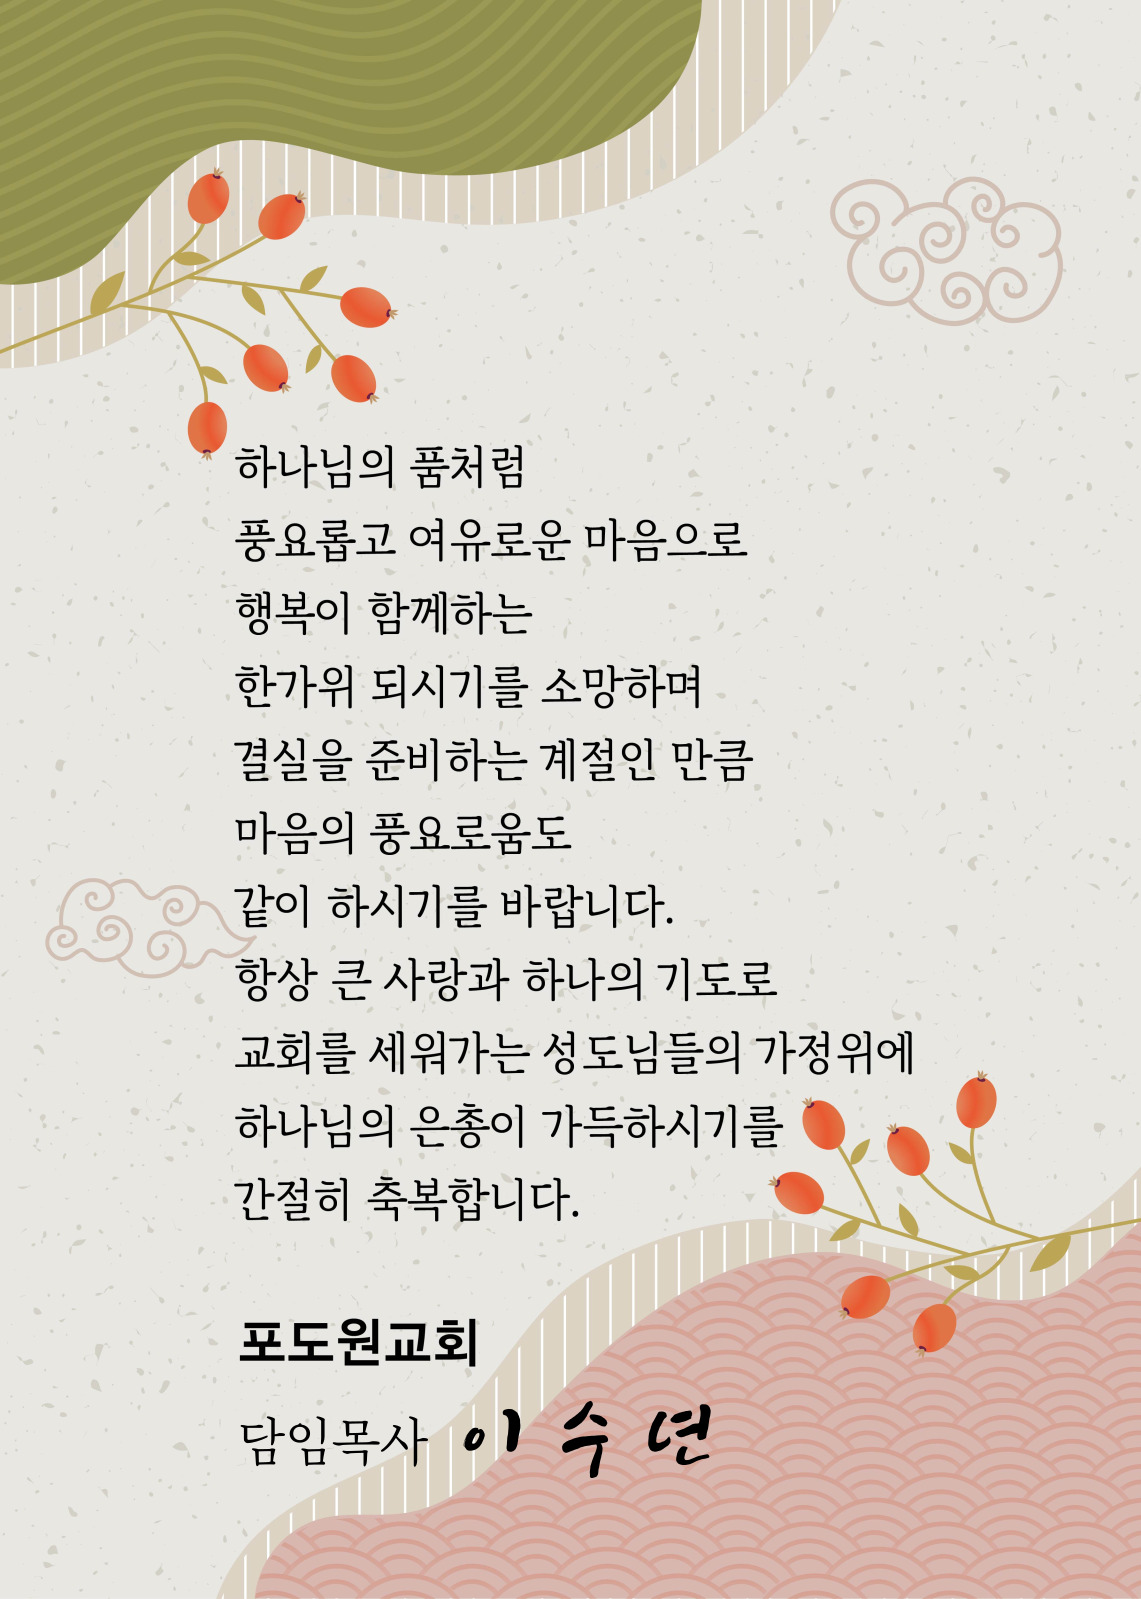 하나님의 품처럼
풍요롭고 여유로운 마음으로
행복이 함께하는
한가위 되시기를 소망하며
결실을 준비하는 계절인 만큼
마음의 풍요로움도
같이 하시기를 바랍니다.
항상 큰 사랑과 하나의 기도로
교회를 세워가는 성도님들의 가정위에
하나님의 은총이 가득하시기를
간절히 축복합니다.
포도원교회
담임목사 이 수 년